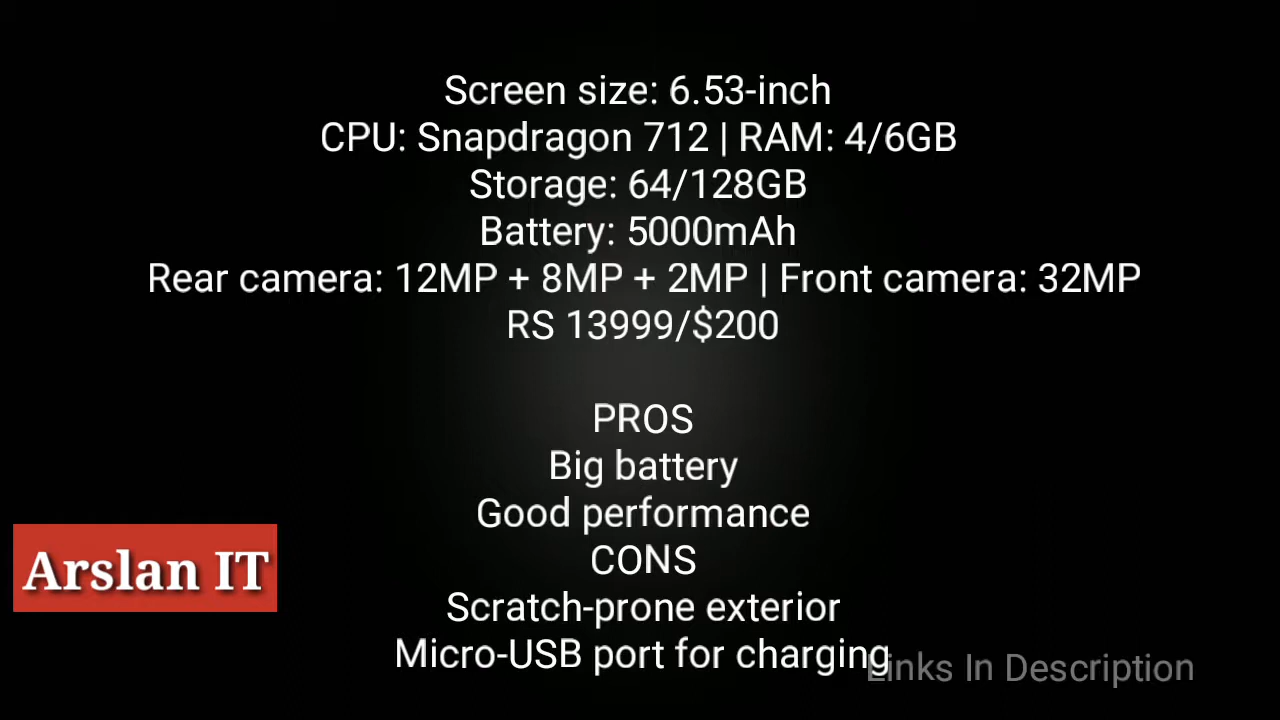 Screen size: 6.53-inch
CPU: Snapdragon 712 | RAM: 4/6GB
Storage: 64/128GB
Battery: 5000mAh
Rear camera: 12MP + 8MP + 2MP | Front camera: 32MP
RS 13999/$200
PROS
Big battery
Good performance
CONS
Scratch-prone exterior
Micro-USB port for charging
Arslan IT
Links In Description